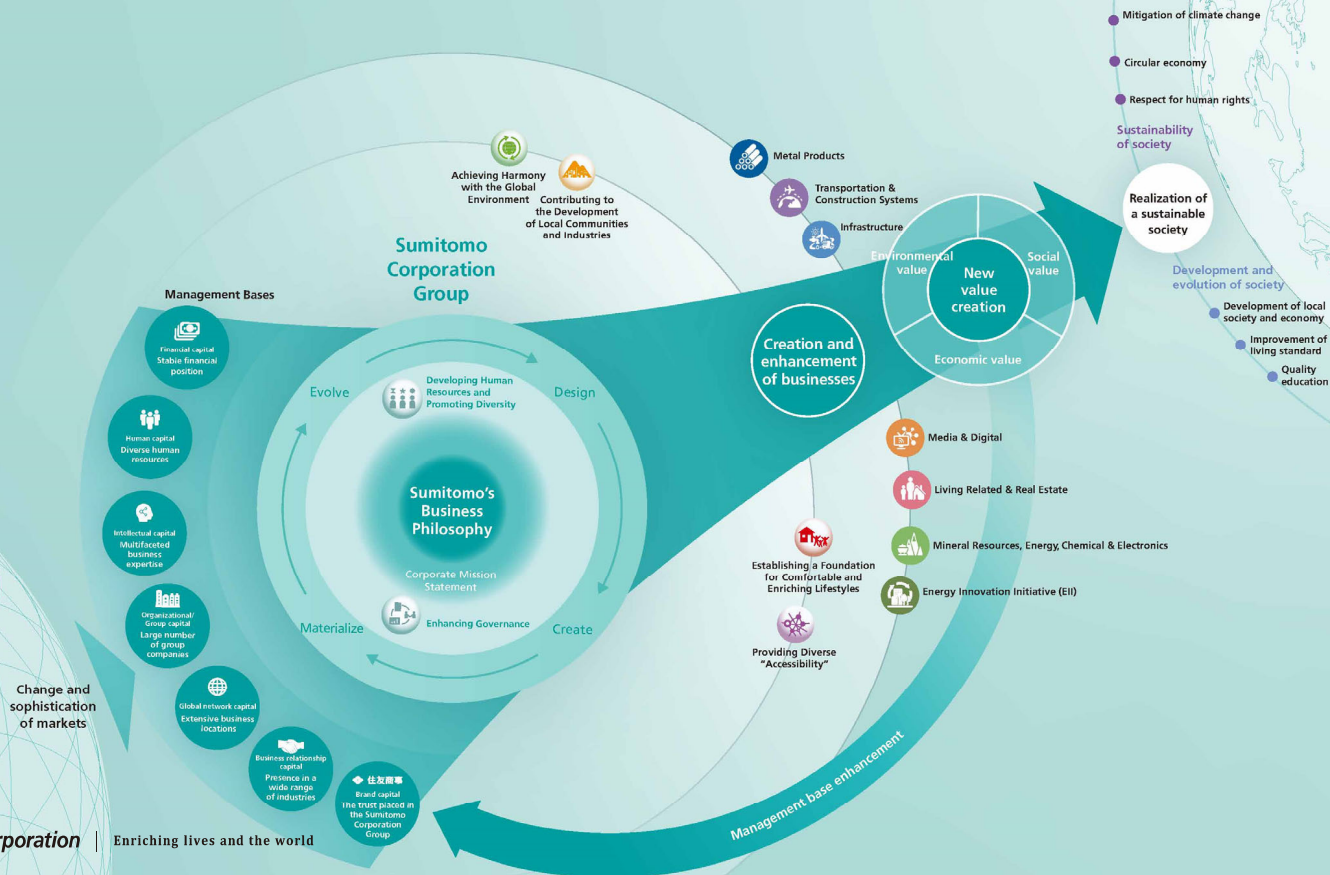 Mitigation of climate change
Circular economy
Respect for human rights
Sustainability
of society
Realization of
a sustainable
society
Development and
evolution of society
Development of local
society and economy
Improvement of
living standard
Quality
education
Metal Products
Transportation &
Construction Systems
Infrastructure
Achieving Harmony
with the Global
Environment
Contributing to
the Development
of Local Communities
and Industries
Sumitomo
Corporation
Group
Environmental
value
Social
value
New
value
creation
Economic value
Creation and
enhancement
of businesses
Management Bases
Financial capital
Stable financial
position
Human capital
Diverse human
resources
Intellectual capital
Multifaceted
business
expertise
Organizational/
Group capital
Large number
of group
companies
Global network capital
Extensive business
locations
Business relationship
capital
Presence in a
wide range
of industries
住友商事
Brand capital
The trust placed in
the Sumitomo
Corporation
Group
Evolve
Design
Developing Human
Resources and
Promoting Diversity
Sumitomo's
Business
Philosophy
Corporate Mission
Statement
Enhancing Governance
Materialize
Create
Media & Digital
Living Related & Real Estate
Mineral Resources, Energy, Chemical & Electronics
Energy Innovation Initiative (EII)
Establishing a Foundation
for Comfortable and
Enriching Lifestyles
Providing Diverse
"Accessibility"
Management base enhancement
Change and
sophistication
of markets
rporation
Enriching lives and the world